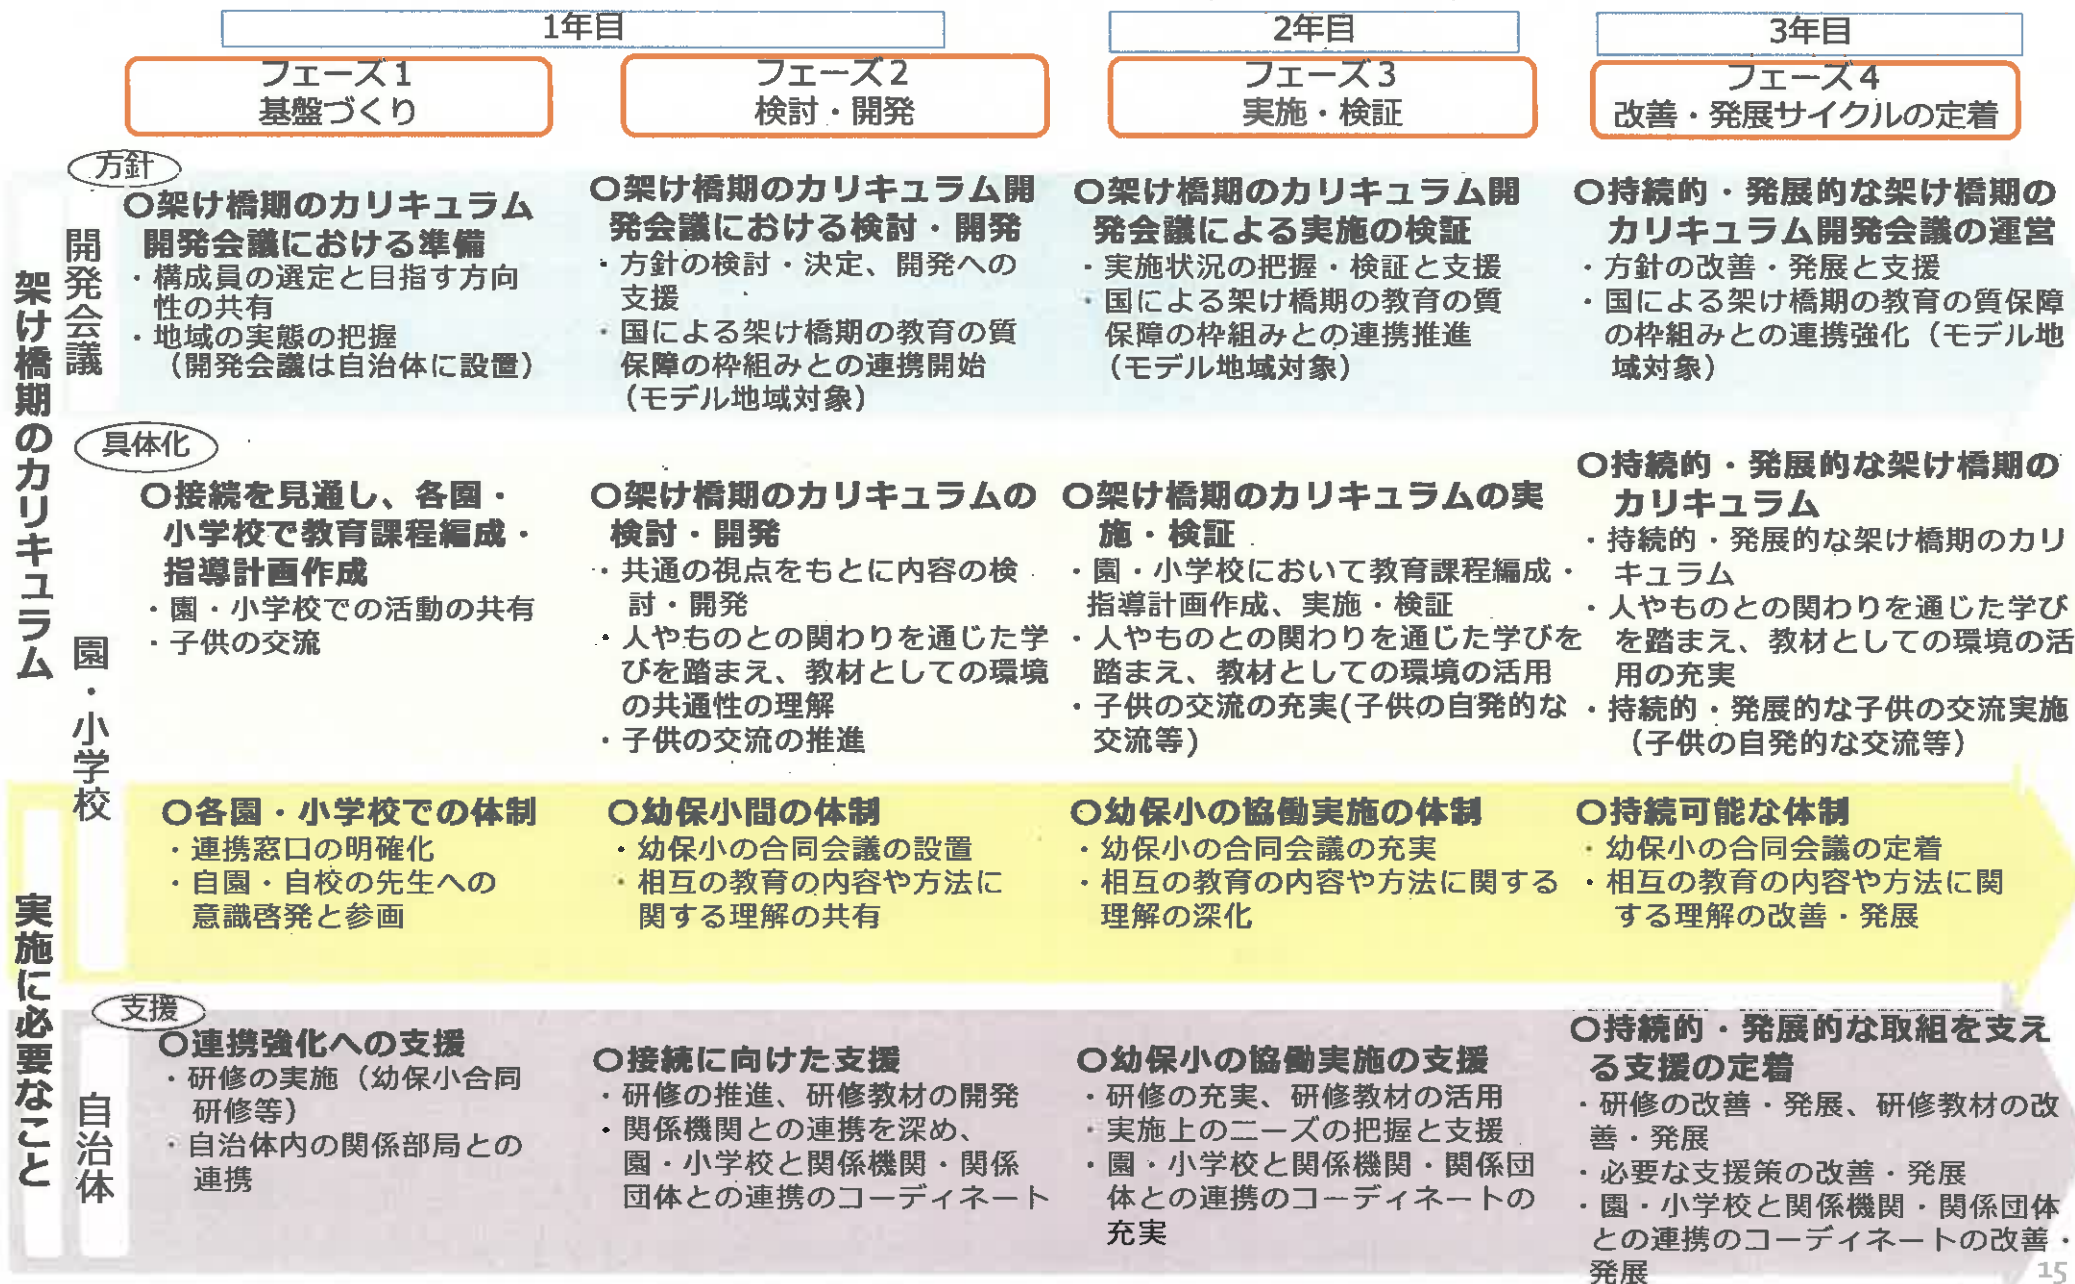 1年目
2年目
3年目
フェーズ1
基盤づくり
フェーズ2
検討・開発
フェーズ3
実施・検証
フェーズ4
改善・発展サイクルの定着
架け橋期のカリキュラム
開発会議
方針
○架け橋期のカリキュラム
開発会議における準備
・構成員の選定と目指す方向
性の共有
・地域の実態の把握
（開発会議は自治体に設置）
○架け橋期のカリキュラム開
発会議における検討・開発
・方針の検討・決定、開発への
支援
・国による架け橋期の教育の質
保障の枠組みとの連携開始
（モデル地域対象）
○架け橋期のカリキュラム開
発会議による実施の検証
・実施状況の把握・検証と支援
・国による架け橋期の教育の質
保障の枠組みとの連携推進
（モデル地域対象）
○持続的・発展的な架け橋期の
カリキュラム開発会議の運営
・方針の改善・発展と支援
・国による架け橋期の教育の質保障
の枠組みとの連携強化（モデル地
域対象）
園・小学校
具体化
○接続を見通し、各園・
小学校で教育課程編成・
指導計画作成
・園・小学校での活動の共有
・子供の交流
○架け橋期のカリキュラムの
検討・開発
・共通の視点をもとに内容の検
討・開発
・人やものとの関わりを通じた学
びを踏まえ、教材としての環境
の共通性の理解
・子供の交流の推進
○架け橋期のカリキュラムの実
施・検証
・園・小学校において教育課程編成・
指導計画作成、実施・検証
・人やものとの関わりを通じた学びを
踏まえ、教材としての環境の活用
・子供の交流の充実(子供の自発的な
交流等)
○持続的・発展的な架け橋期の
カリキュラム
・持続的・発展的な架け橋期のカリ
キュラム
・人やものとの関わりを通じた学び
を踏まえ、教材としての環境の活
用の充実
・持続的・発展的な子供の交流実施
（子供の自発的な交流等）
実施に必要なこと
○各園・小学校での体制
・連携窓口の明確化
・自園・自校の先生への
意識啓発と参画
○幼保小間の体制
・幼保小の合同会議の設置
・相互の教育の内容や方法に
関する理解の共有
○幼保小の協働実施の体制
・幼保小の合同会議の充実
・相互の教育の内容や方法に関する
理解の深化
○持続可能な体制
・幼保小の合同会議の定着
・相互の教育の内容や方法に関
する理解の改善・発展
自治体
支援
○連携強化への支援
・研修の実施（幼保小合同
研修等）
・自治体内の関係部局との
連携
○接続に向けた支援
・研修の推進、研修教材の開発
・関係機関との連携を深め、
園・小学校と関係機関・関係
団体との連携のコーディネート
○幼保小の協働実施の支援
・研修の充実、研修教材の活用
・実施上のニーズの把握と支援
・園・小学校と関係機関・関係団
体との連携のコーディネートの
充実
○持続的・発展的な取組を支え
る支援の定着
・研修の改善・発展、研修教材の改
善・発展
・必要な支援策の改善・発展
・園・小学校と関係機関・関係団体
との連携のコーディネートの改善・
発展
15